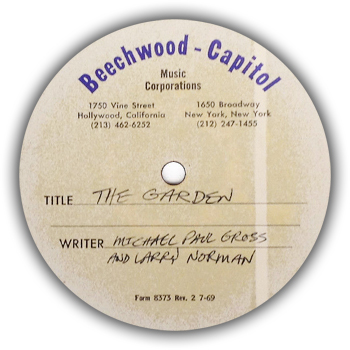 Beechwood - Capitol
Music
Corporations
1750 Vine Street
Hollywood, California
(213) 462-6252
1650 Broadway
New York, New York
(212) 247-1455
TITLE THE GARDEN
WRITER MICHAEL PAUL GROSS
AND LARRY NORMAN
Form 8373 Rev. 2 7-69